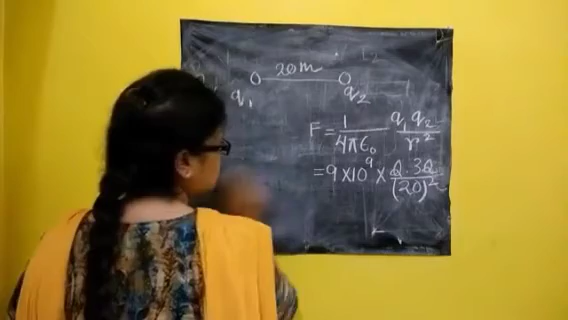 20m
q₁ q₂
F = 1/4πϵ₀ q₁q₂/r²
= 9×10⁹ × Q.3Q/(20)²